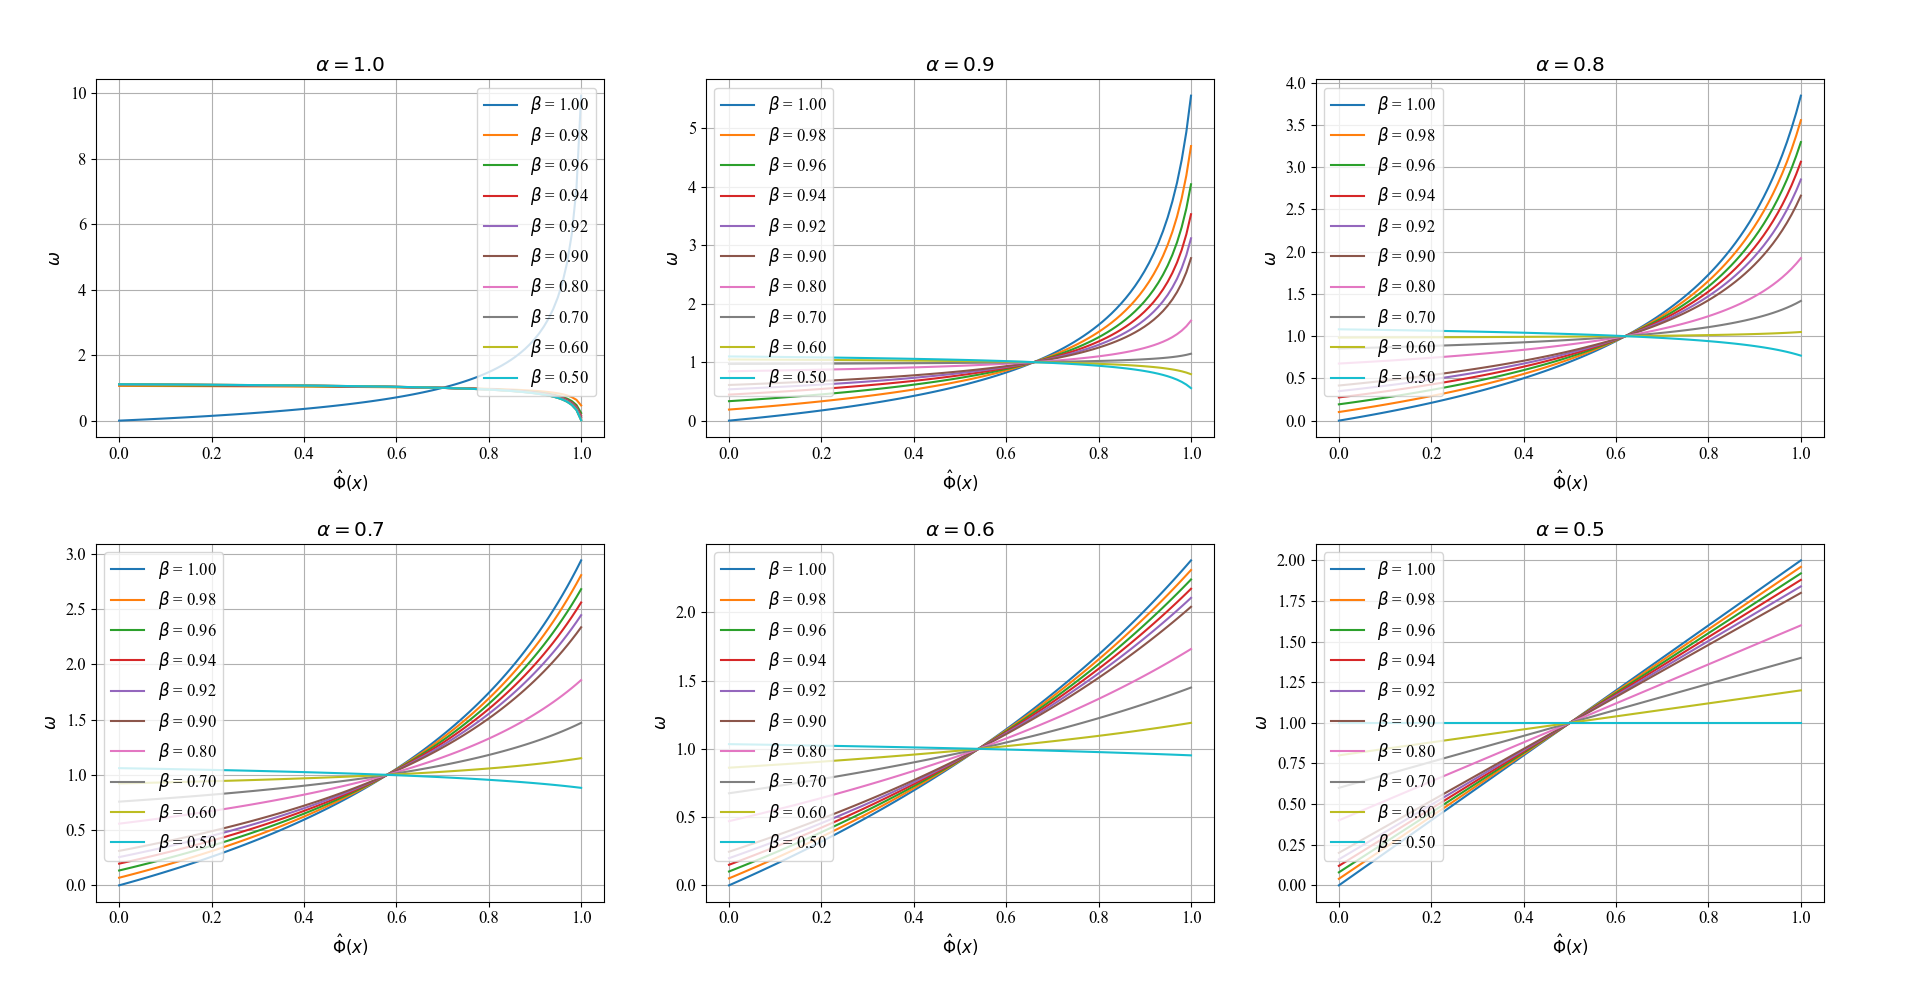 α = 1.0
10
8
6
4
2
0
ω
β = 1.00
β = 0.98
β = 0.96
β = 0.94
β = 0.92
β = 0.90
β = 0.80
β = 0.70
β = 0.60
β = 0.50
0.0 0.2 0.4 0.6 0.8 1.0
Φ̂(x)
α = 0.9
5
4
3
2
1
0
ω
β = 1.00
β = 0.98
β = 0.96
β = 0.94
β = 0.92
β = 0.90
β = 0.80
β = 0.70
β = 0.60
β = 0.50
0.0 0.2 0.4 0.6 0.8 1.0
Φ̂(x)
α = 0.8
4.0
3.5
3.0
2.5
2.0
1.5
1.0
0.5
0.0
ω
β = 1.00
β = 0.98
β = 0.96
β = 0.94
β = 0.92
β = 0.90
β = 0.80
β = 0.70
β = 0.60
β = 0.50
0.0 0.2 0.4 0.6 0.8 1.0
Φ̂(x)
α = 0.7
3.0
2.5
2.0
1.5
1.0
0.5
0.0
ω
β = 1.00
β = 0.98
β = 0.96
β = 0.94
β = 0.92
β = 0.90
β = 0.80
β = 0.70
β = 0.60
β = 0.50
0.0 0.2 0.4 0.6 0.8 1.0
Φ̂(x)
α = 0.6
2.0
1.5
1.0
0.5
0.0
ω
β = 1.00
β = 0.98
β = 0.96
β = 0.94
β = 0.92
β = 0.90
β = 0.80
β = 0.70
β = 0.60
β = 0.50
0.0 0.2 0.4 0.6 0.8 1.0
Φ̂(x)
α = 0.5
2.00
1.75
1.50
1.25
1.00
0.75
0.50
0.25
0.00
ω
β = 1.00
β = 0.98
β = 0.96
β = 0.94
β = 0.92
β = 0.90
β = 0.80
β = 0.70
β = 0.60
β = 0.50
0.0 0.2 0.4 0.6 0.8 1.0
Φ̂(x)